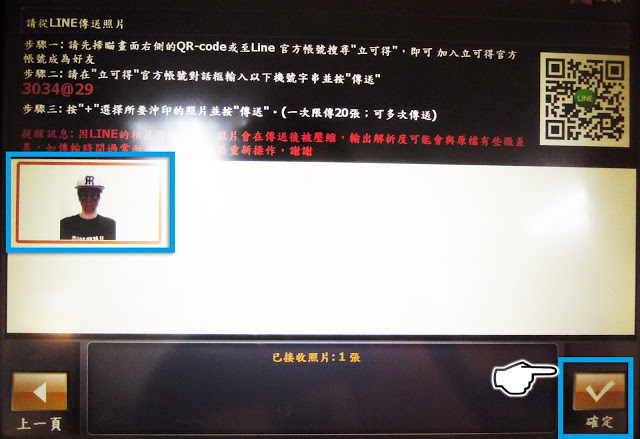 請從LINE傳送照片
步驟一: 請先掃瞄畫面右側的QR-code或至Line 官方帳號搜尋"立可得", 即可 加入立可得官方
帳號成為好友
步驟二: 請在"立可得"官方帳號對話框輸入以下機號字串並按"傳送"
3034@29
步驟三: 按"+"選擇所要沖印的照片並按"傳送"。(一次限傳20張；可多次傳送)
提醒訊息: 因LINE的相片 照片會在傳送後被壓縮, 輸出解析度可能會與原檔有些微差
異, 如傳輸時間過 重新操作, 謝謝
LINE
已接收照片: 1 張
上一頁
確定